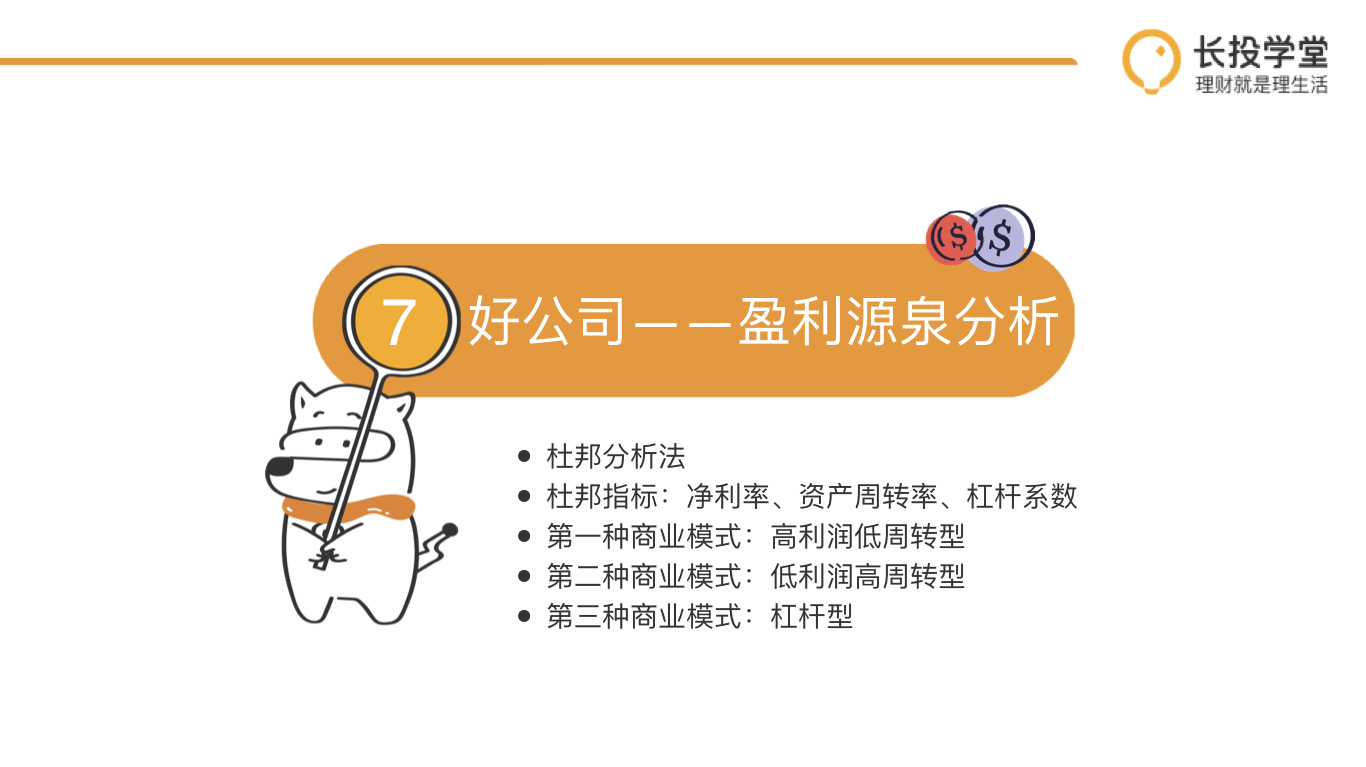 长投学堂
理财就是理生活
7 好公司——盈利源泉分析
$ $
• 杜邦分析法
• 杜邦指标：净利率、资产周转率、杠杆系数
• 第一种商业模式：高利润低周转型
• 第二种商业模式：低利润高周转型
• 第三种商业模式：杠杆型